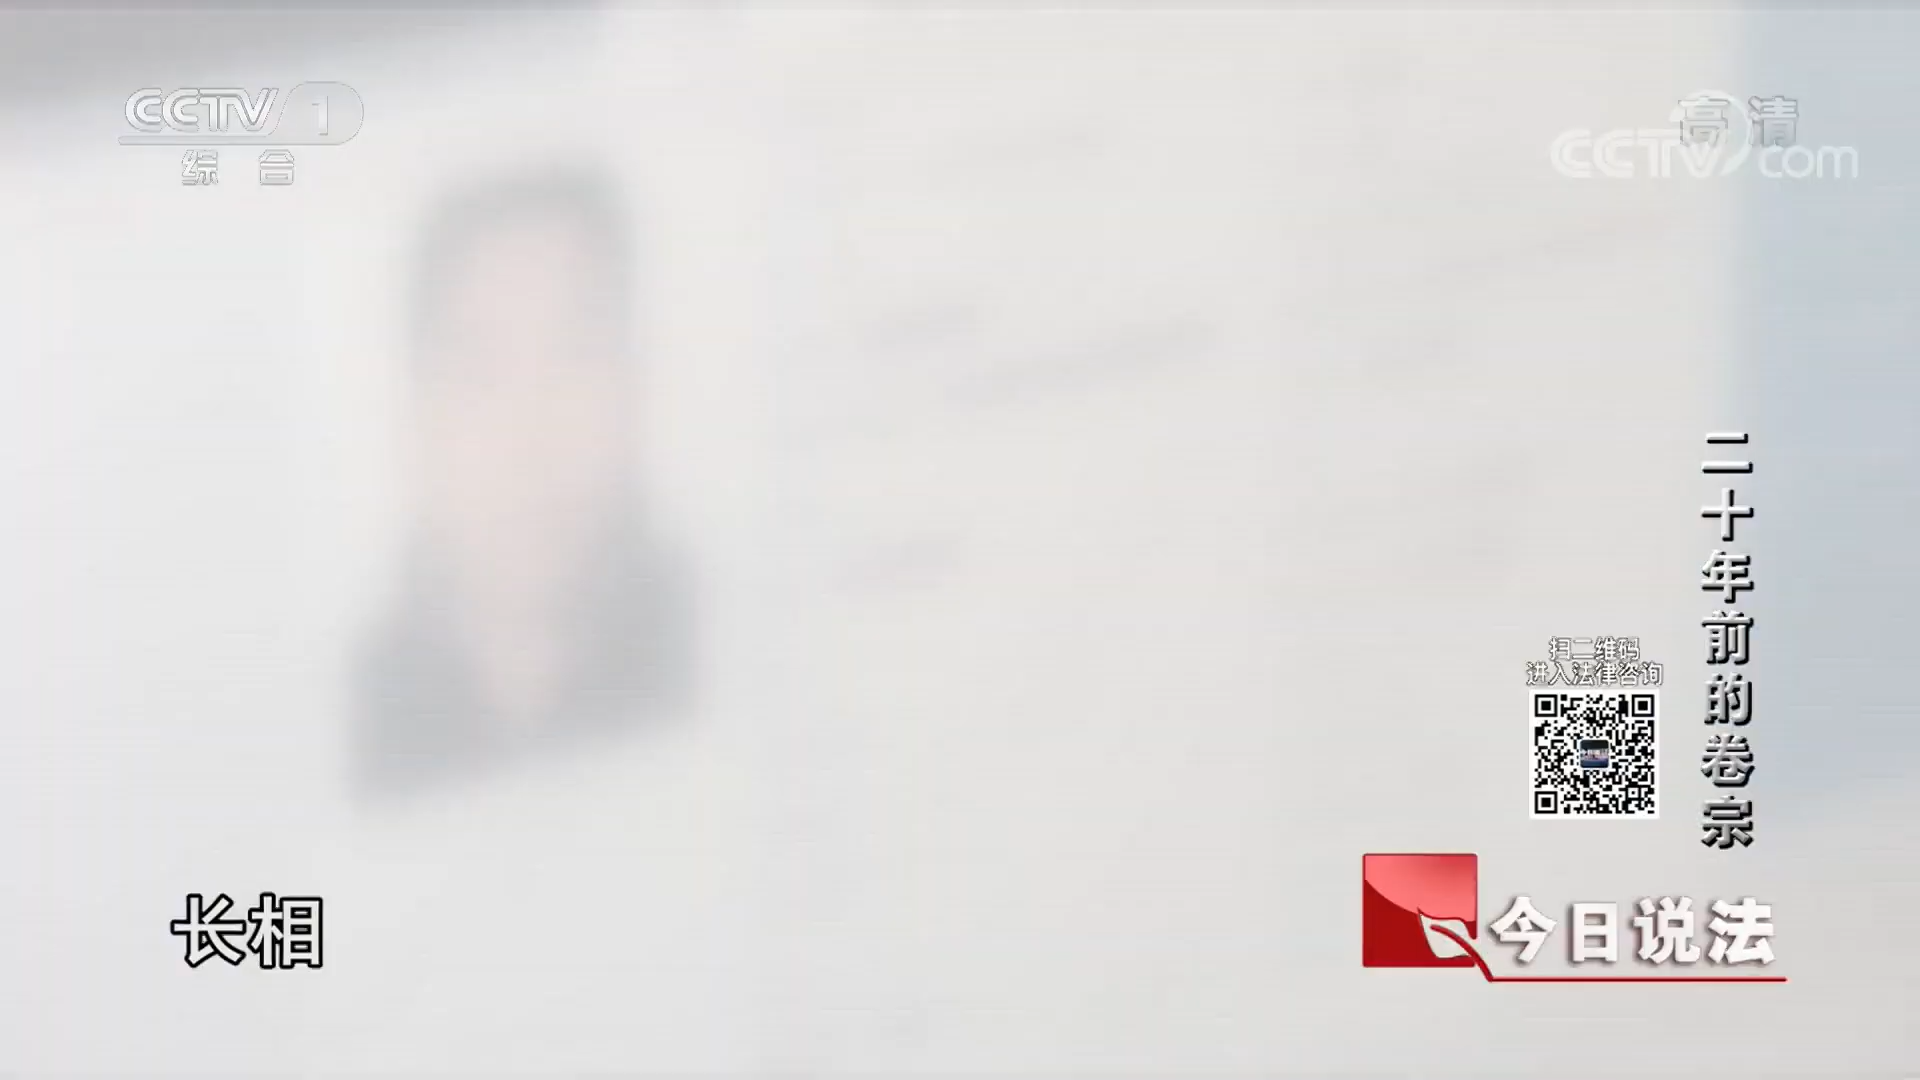 CCTV 1
综合
高清
CCTV com
二十年前的卷宗
扫二维码
进入法律咨询
长相
今日说法